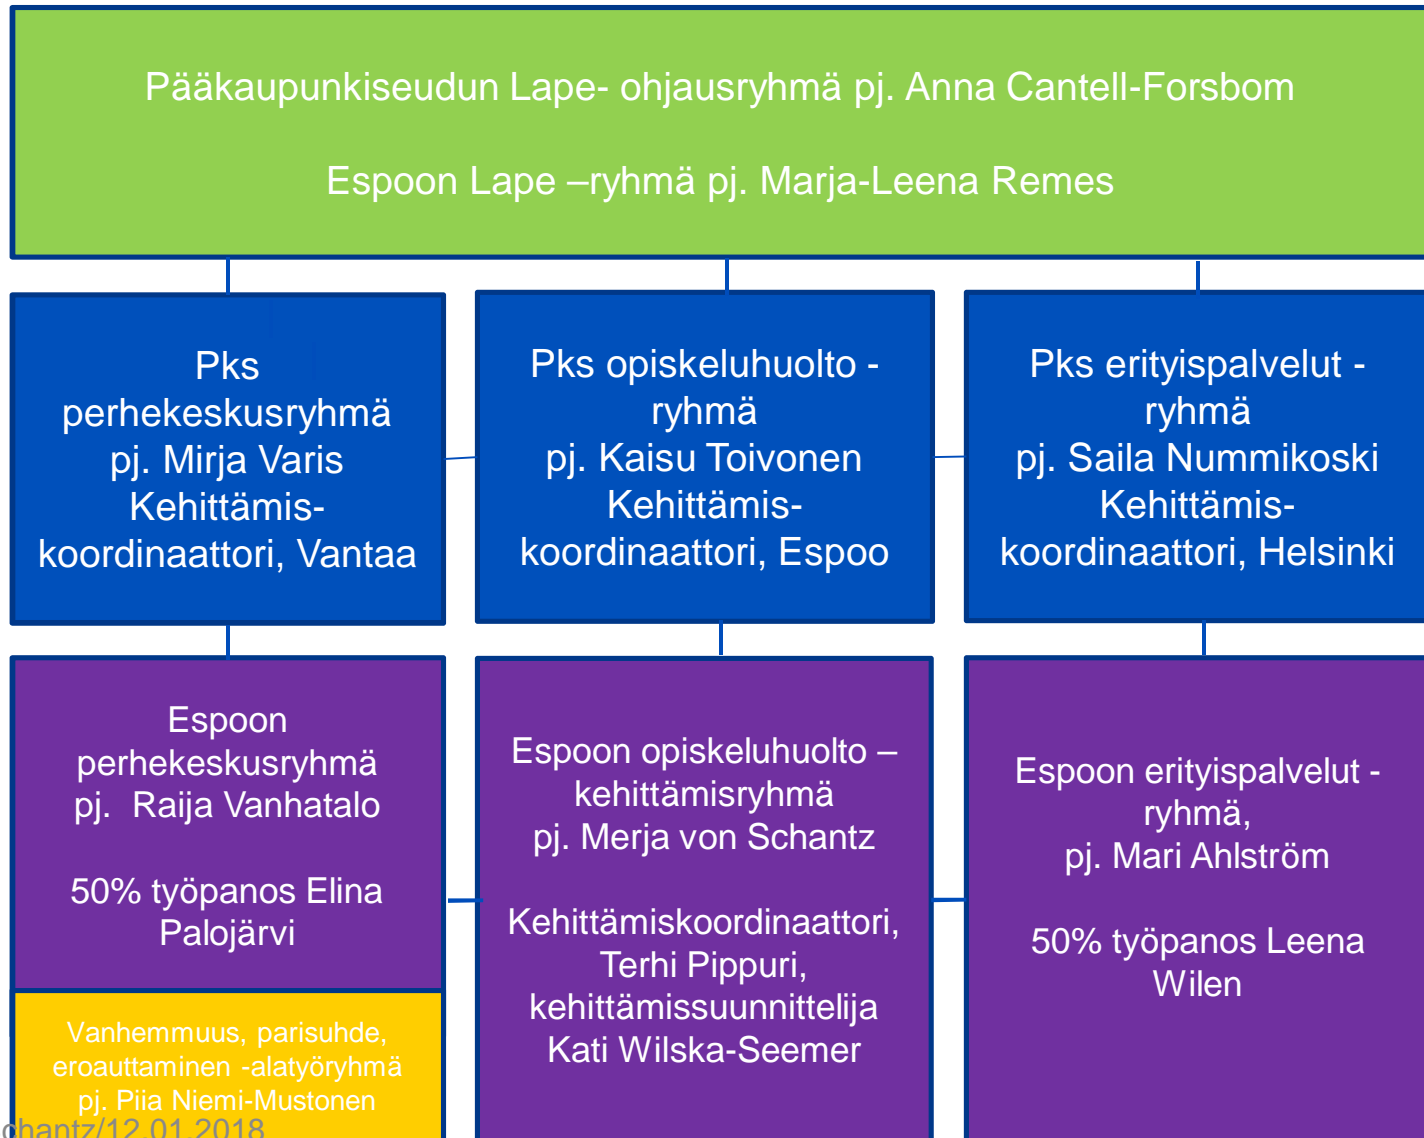 Pääkaupunkiseudun Lape- ohjausryhmä pj. Anna Cantell-Forsbom
Espoon Lape –ryhmä pj. Marja-Leena Remes
Pks
perhekeskusryhmä
pj. Mirja Varis
Kehittämis-
koordinaattori, Vantaa
Pks opiskeluhuolto -
ryhmä
pj. Kaisu Toivonen
Kehittämis-
koordinaattori, Espoo
Pks erityispalvelut -
ryhmä
pj. Saila Nummikoski
Kehittämis-
koordinaattori, Helsinki
Espoon
perhekeskusryhmä
pj.  Raija Vanhatalo
50% työpanos Elina
Palojärvi
Espoon opiskeluhuolto –
kehittämisryhmä
pj. Merja von Schantz
Kehittämiskoordinaattori,
Terhi Pippuri,
kehittämissuunnittelija
Kati Wilska-Seemer
Espoon erityispalvelut -
ryhmä,
pj. Mari Ahlström
50% työpanos Leena
Wilen
Vanhemmuus, parisuhde,
eroauttaminen -alatyöryhmä
pj. Piia Niemi-Mustonen
chantz/12.01.2018